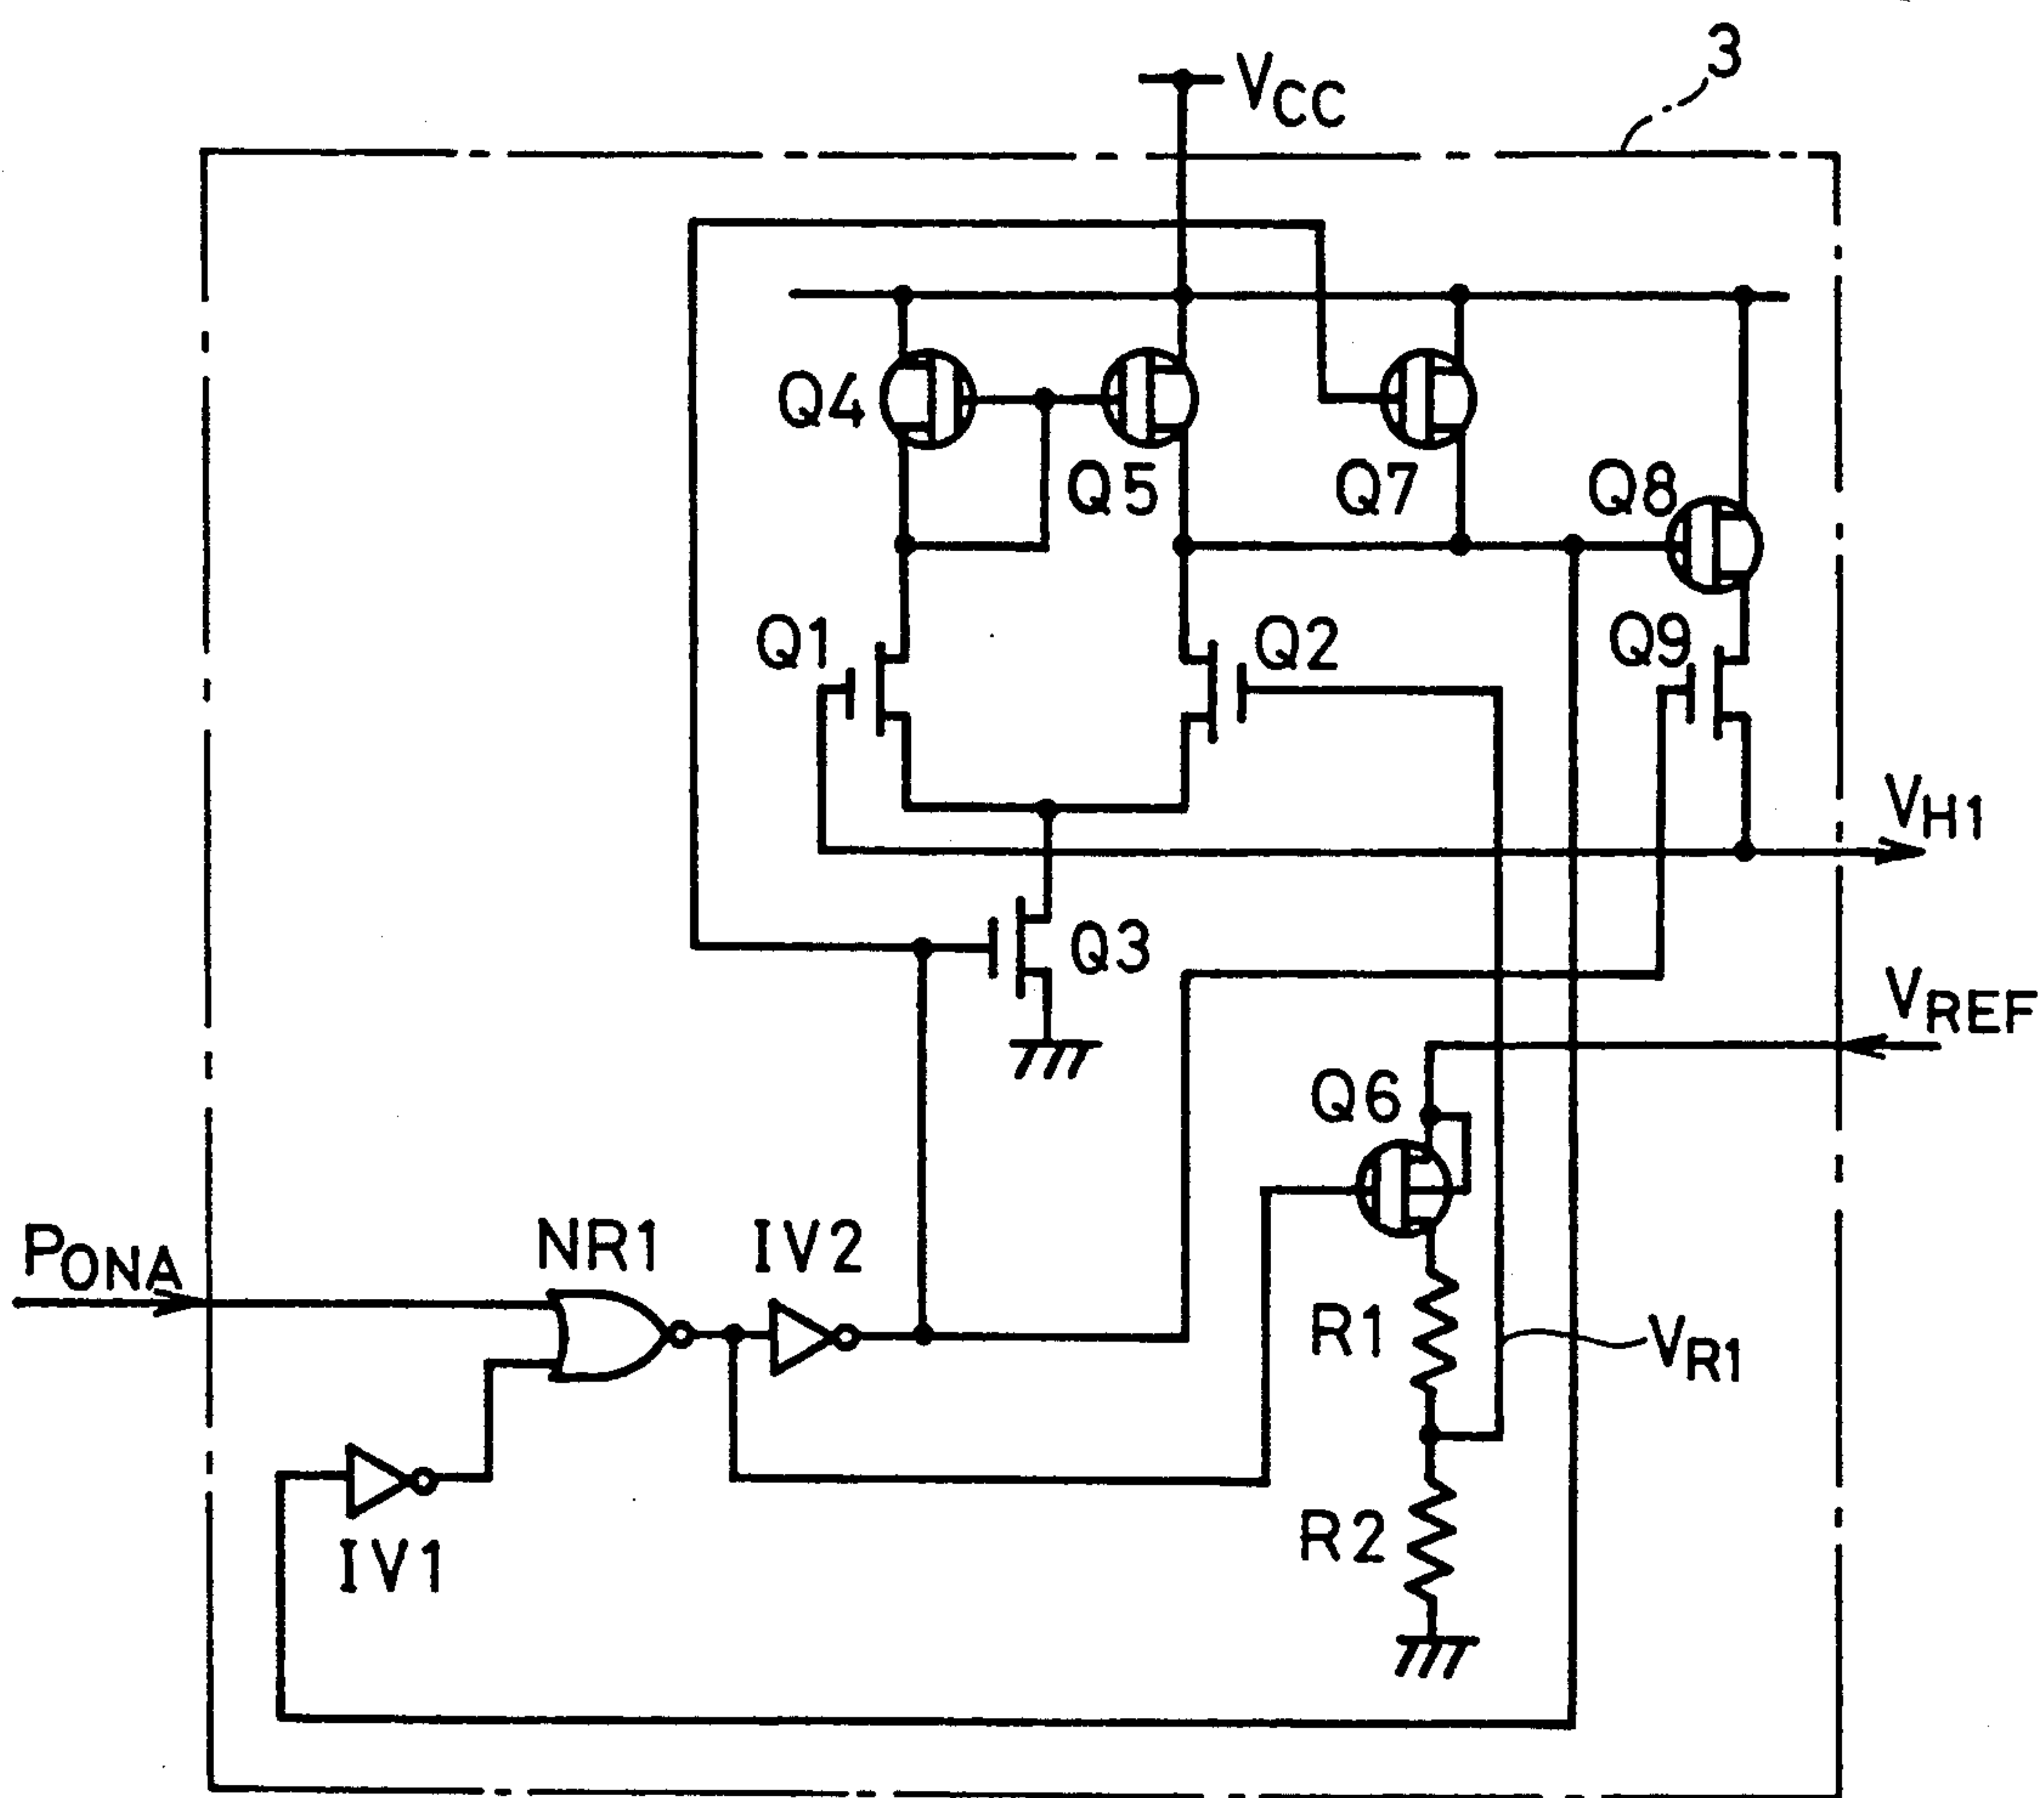 3
VCC
Q4
Q5
Q7
Q8
Q1
Q2
Q9
VH1
Q3
VREF
Q6
PONA
NR1
IV2
R1
VR1
IV1
R2